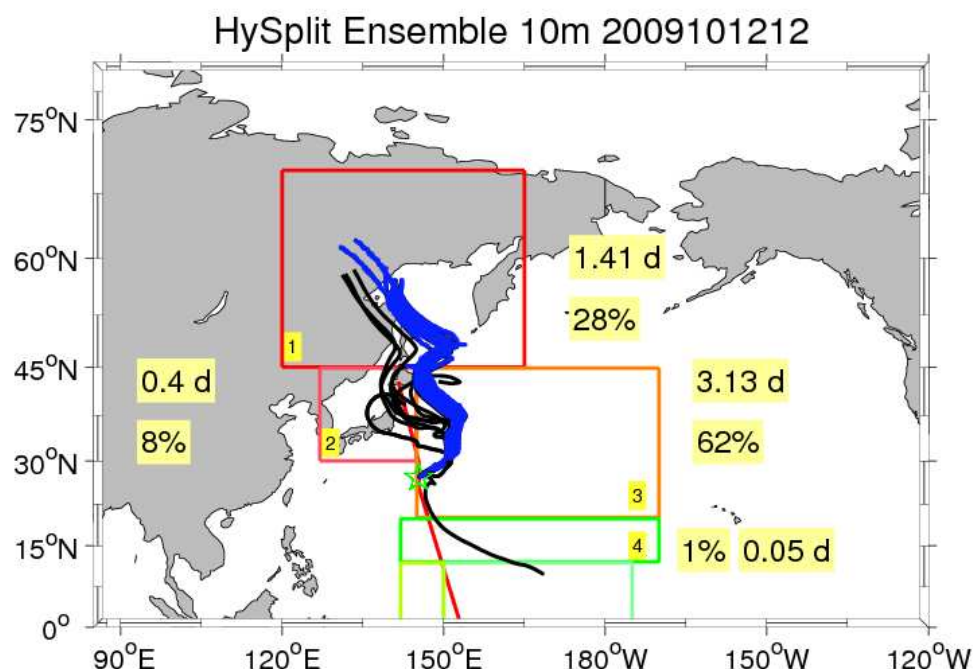 HySplit Ensemble 10m 2009101212
75°N
60°N
1.41 d
28%
1
45°N
0.4 d
3.13 d
8%
2
62%
30°N
3
15°N
4
1%
0.05 d
0°
90°E
120°E
150°E
180°W
150°W
120°W